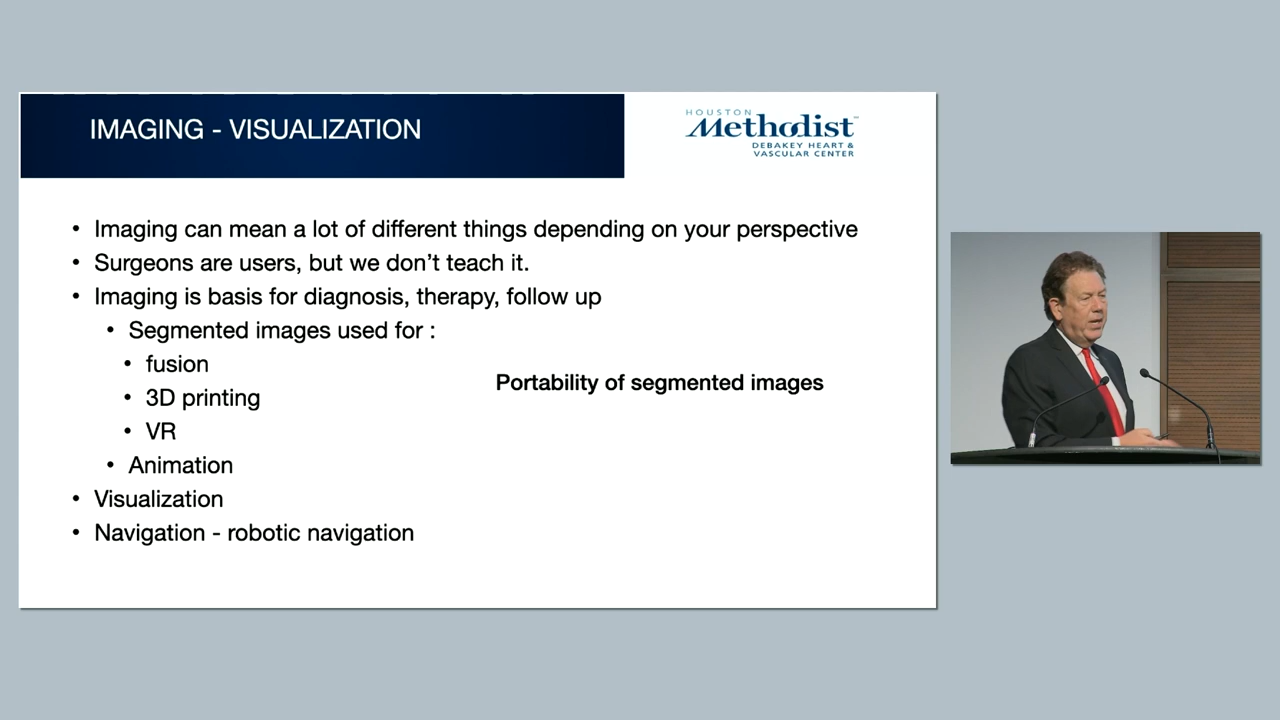 IMAGING - VISUALIZATION
HOUSTON
Methodist
DEBAKEY HEART &
VASCULAR CENTER
• Imaging can mean a lot of different things depending on your perspective
• Surgeons are users, but we don’t teach it.
• Imaging is basis for diagnosis, therapy, follow up
• Segmented images used for :
• fusion
• 3D printing
• VR
• Animation
• Visualization
• Navigation - robotic navigation
Portability of segmented images